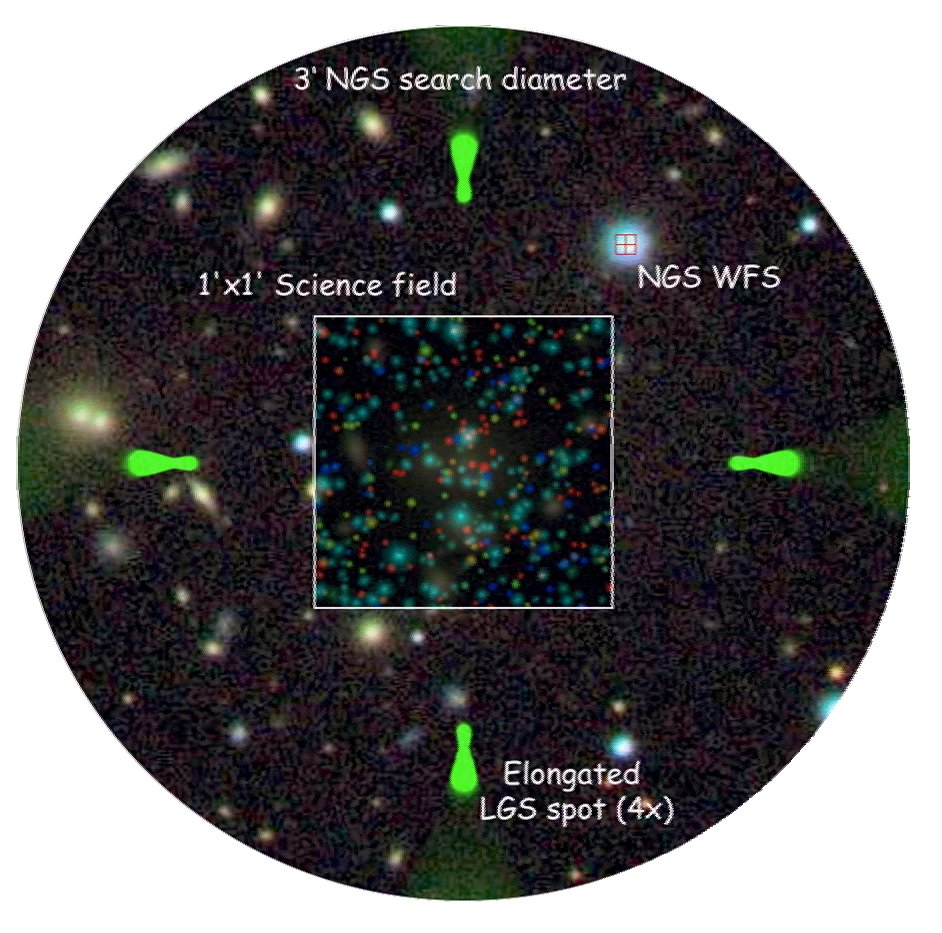 3' NGS search diameter
NGS WFS
1'x1' Science field
Elongated
LGS spot (4x)